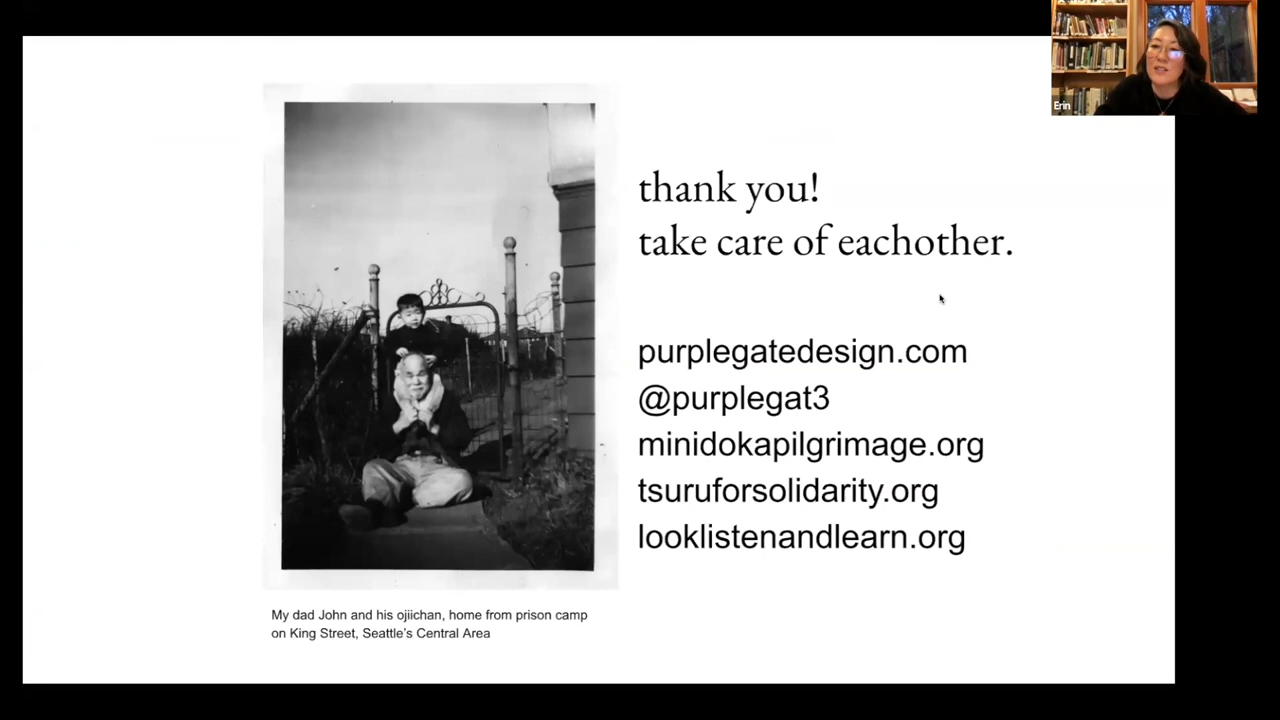 Erin
thank you!
take care of eachother.
purplegatedesign.com
@purplegat3
minidokapilgrimage.org
tsuruforsolidarity.org
looklistenandlearn.org
My dad John and his ojiichan, home from prison camp
on King Street, Seattle's Central Area